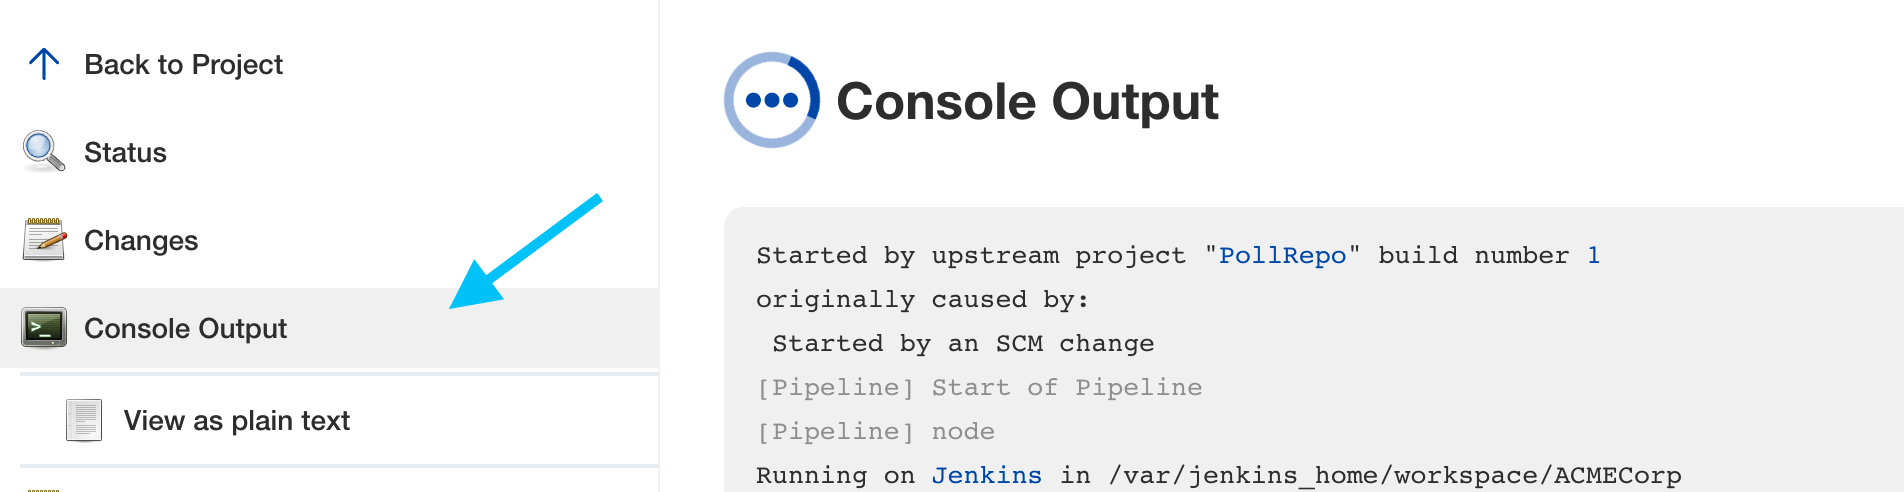 Back to Project
Status
Changes
Console Output
View as plain text
Console Output
Started by upstream project "PollRepo" build number 1
originally caused by:
 Started by an SCM change
[Pipeline] Start of Pipeline
[Pipeline] node
Running on Jenkins in /var/jenkins_home/workspace/ACMECorp